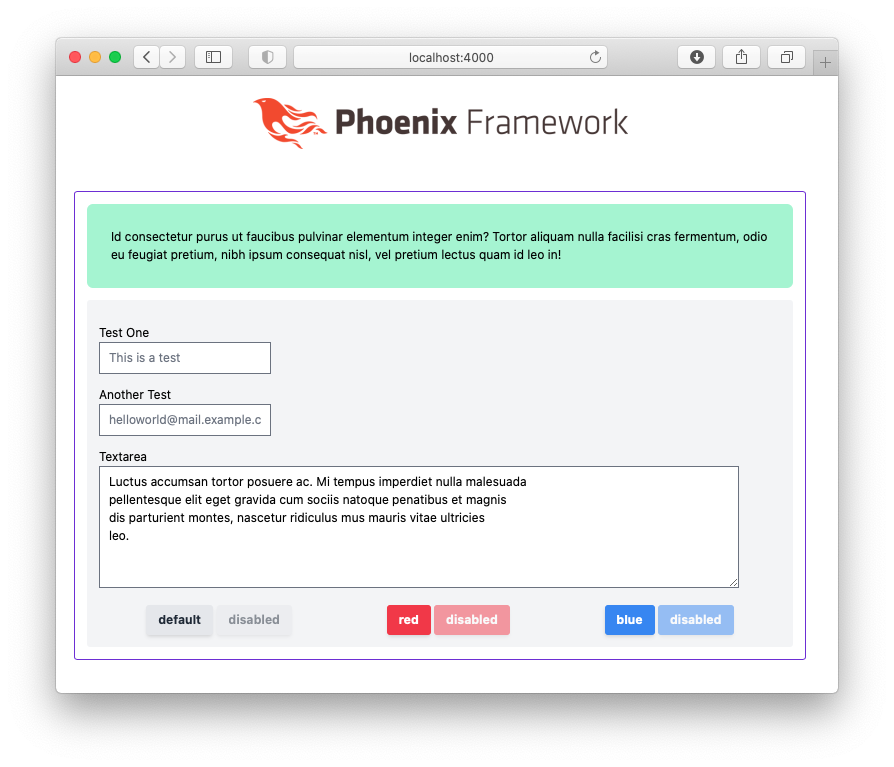 localhost:4000
Phoenix Framework
Id consectetur purus ut faucibus pulvinar elementum integer enim? Tortor aliquam nulla facilisi cras fermentum, odio
eu feugiat pretium, nibh ipsum consequat nisl, vel pretium lectus quam id leo in!
Test One
This is a test
Another Test
helloworld@mail.example.c
Textarea
Luctus accumsan tortor posuere ac. Mi tempus imperdiet nulla malesuada
pellentesque elit eget gravida cum sociis natoque penatibus et magnis
dis parturient montes, nascetur ridiculus mus mauris vitae ultricies
leo.
default disabled red disabled blue disabled